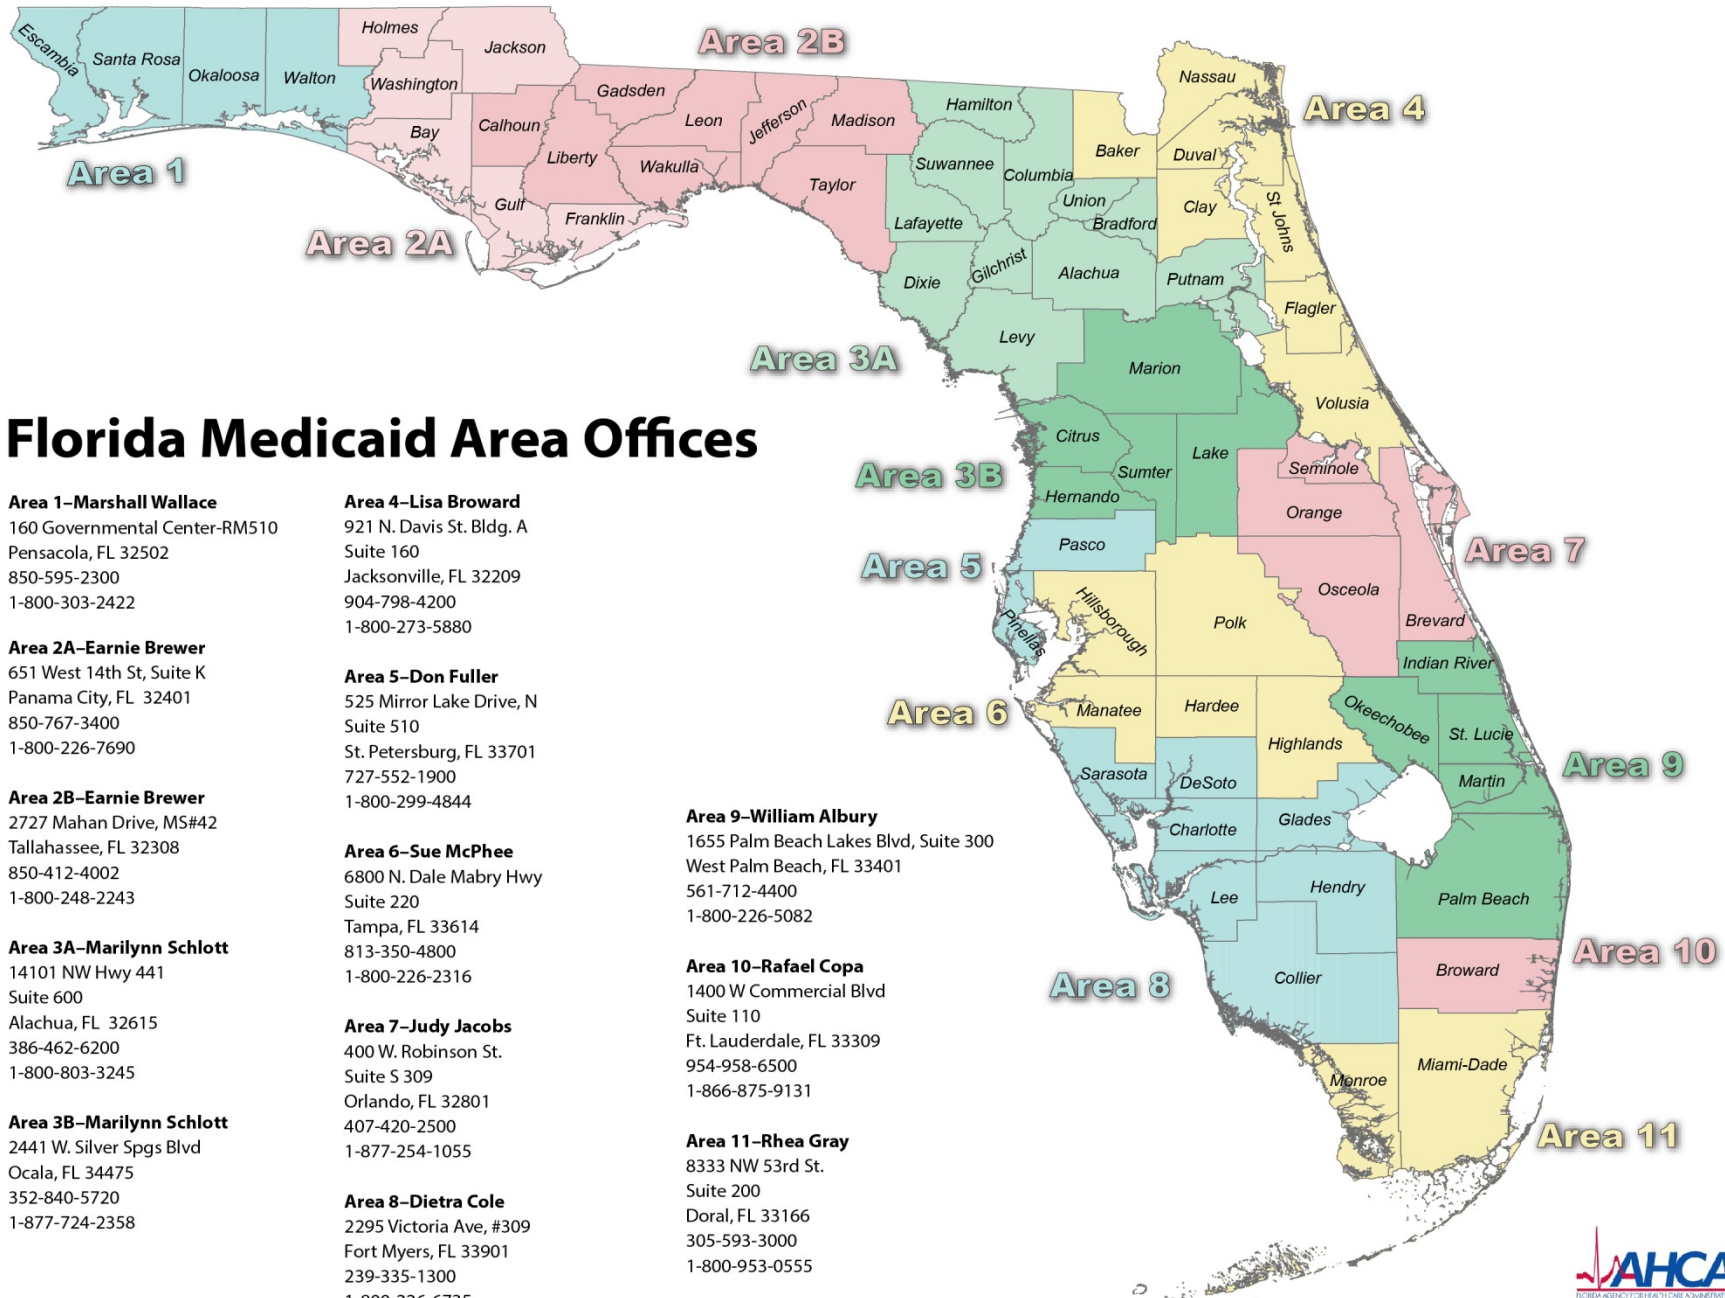 Escambia
Santa Rosa
Okaloosa
Walton
Holmes
Jackson
Washington
Bay
Calhoun
Gulf
Franklin
Gadsden
Liberty
Leon
Wakulla
Jefferson
Madison
Taylor
Hamilton
Suwannee
Columbia
Lafayette
Union
Bradford
Dixie
Gilchrist
Alachua
Putnam
Levy
Nassau
Baker
Duval
Clay
St Johns
Flagler
Volusia
Marion
Citrus
Sumter
Lake
Hernando
Pasco
Pinellas
Hillsborough
Polk
Manatee
Hardee
Highlands
Seminole
Orange
Osceola
Brevard
Indian River
Okeechobee
St. Lucie
Martin
Palm Beach
Sarasota
DeSoto
Charlotte
Glades
Lee
Hendry
Collier
Broward
Miami-Dade
Monroe
Area 1
Area 2A
Area 2B
Area 3A
Area 3B
Area 4
Area 5
Area 6
Area 7
Area 8
Area 9
Area 10
Area 11
Florida Medicaid Area Offices
Area 1–Marshall Wallace
160 Governmental Center-RM510
Pensacola, FL 32502
850-595-2300
1-800-303-2422
Area 2A–Earnie Brewer
651 West 14th St, Suite K
Panama City, FL 32401
850-767-3400
1-800-226-7690
Area 2B–Earnie Brewer
2727 Mahan Drive, MS#42
Tallahassee, FL 32308
850-412-4002
1-800-248-2243
Area 3A–Marilynn Schlott
14101 NW Hwy 441
Suite 600
Alachua, FL 32615
386-462-6200
1-800-803-3245
Area 3B–Marilynn Schlott
2441 W. Silver Spgs Blvd
Ocala, FL 34475
352-840-5720
1-877-724-2358
Area 4–Lisa Broward
921 N. Davis St. Bldg. A
Suite 160
Jacksonville, FL 32209
904-798-4200
1-800-273-5880
Area 5–Don Fuller
525 Mirror Lake Drive, N
Suite 510
St. Petersburg, FL 33701
727-552-1900
1-800-299-4844
Area 6–Sue McPhee
6800 N. Dale Mabry Hwy
Suite 220
Tampa, FL 33614
813-350-4800
1-800-226-2316
Area 7–Judy Jacobs
400 W. Robinson St.
Suite S 309
Orlando, FL 32801
407-420-2500
1-877-254-1055
Area 8–Dietra Cole
2295 Victoria Ave, #309
Fort Myers, FL 33901
239-335-1300
Area 9–William Albury
1655 Palm Beach Lakes Blvd, Suite 300
West Palm Beach, FL 33401
561-712-4400
1-800-226-5082
Area 10–Rafael Copa
1400 W Commercial Blvd
Suite 110
Ft. Lauderdale, FL 33309
954-958-6500
1-866-875-9131
Area 11–Rhea Gray
8333 NW 53rd St.
Suite 200
Doral, FL 33166
305-593-3000
1-800-953-0555
AHCA